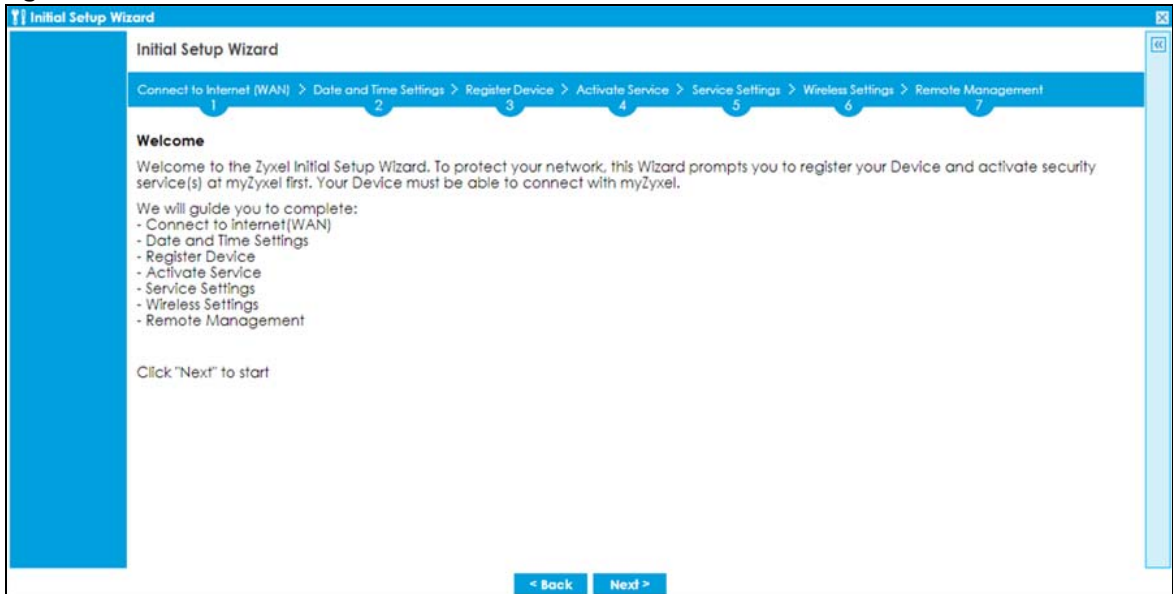 Initial Setup Wizard
Initial Setup Wizard
Connect to Internet (WAN) > Date and Time Settings > Register Device > Activate Service > Service Settings > Wireless Settings > Remote Management
1 2 3 4 5 6 7
Welcome
Welcome to the Zyxel Initial Setup Wizard. To protect your network, this Wizard prompts you to register your Device and activate security
service(s) at myZyxel first. Your Device must be able to connect with myZyxel.
We will guide you to complete:
- Connect to internet(WAN)
- Date and Time Settings
- Register Device
- Activate Service
- Service Settings
- Wireless Settings
- Remote Management
Click "Next" to start
< Back Next >